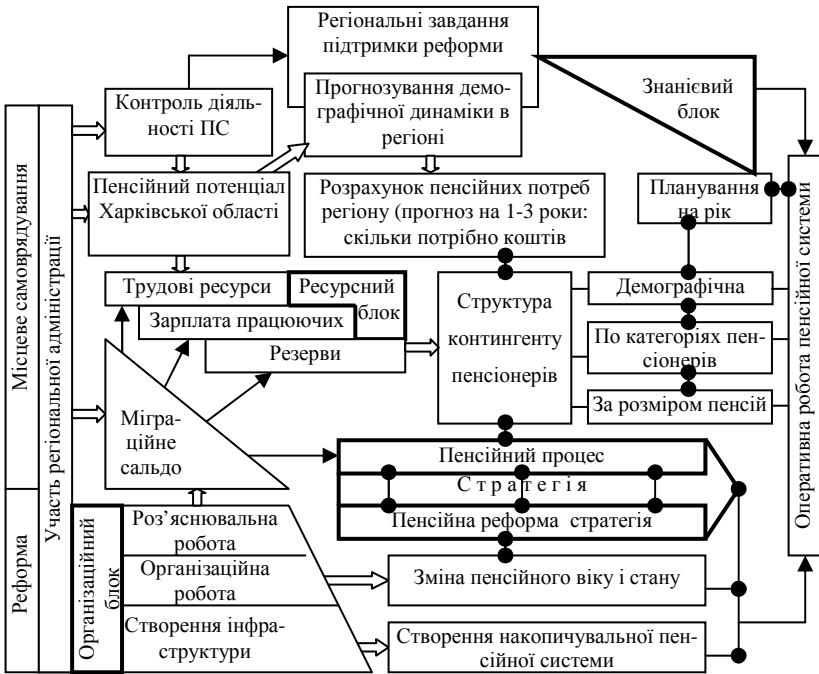 Регіональні завдання
підтримки реформи
Прогнозування демо-
графічної динаміки в
регіоні
Знанієвий
блок
Контроль діяль-
ності ПС
Місцеве самоврядування
Реформа
Участь регіональної адміністрації
Пенсійний потенціал
Харківської області
Розрахунок пенсійних потреб
регіону (прогноз на 1-3 роки:
скільки потрібно коштів
Планування
на рік
Оперативна робота пенсійної системи
Трудові ресурси
Ресурсний
блок
Зарплата працюючих
Резерви
Структура
контингенту
пенсіонерів
Демографічна
По категоріях пен-
сіонерів
За розміром пенсій
Міграційне
сальдо
Пенсійний процес
Стратегія
Пенсійна реформа стратегія
Організаційний
блок
Роз’яснювальна
робота
Організаційна
робота
Створення інфра-
структури
Зміна пенсійного віку і стану
Створення накопичувальної пен-
сійної системи